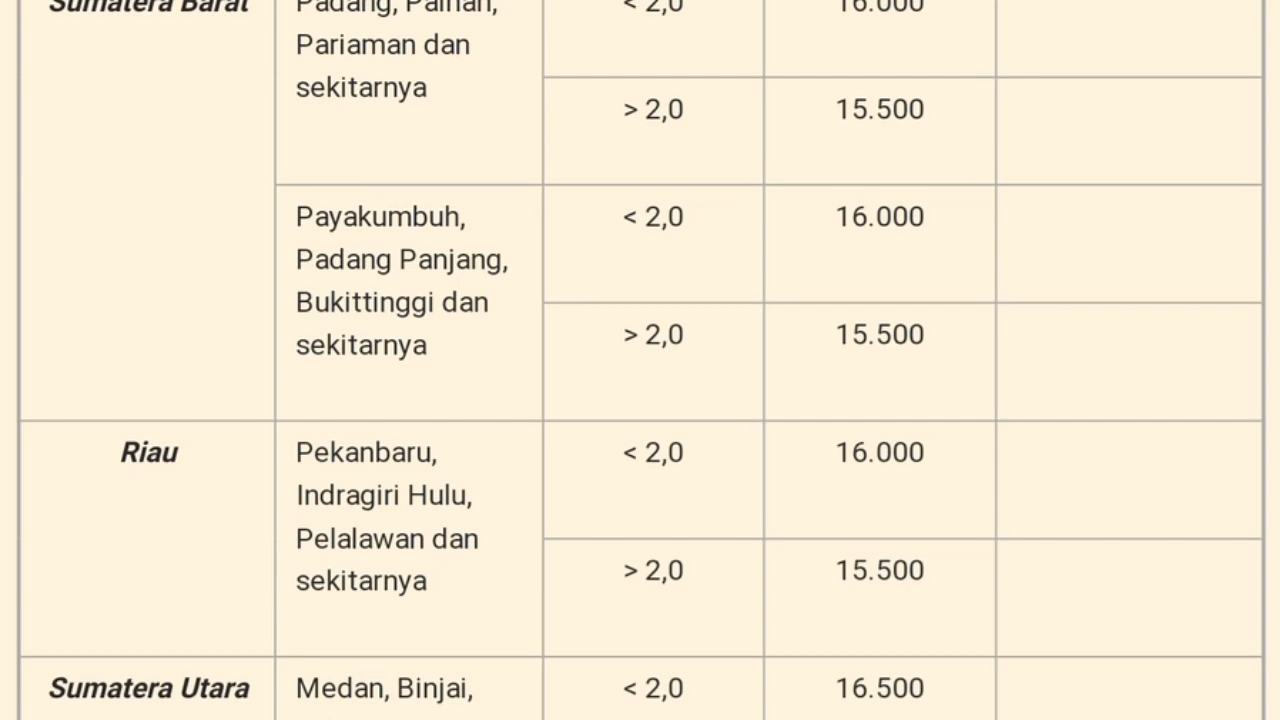 Sumatera Barat
Padang, Painan,
Pariaman dan
sekitarnya
< 2,0
16.000
> 2,0
15.500
Payakumbuh,
Padang Panjang,
Bukittinggi dan
sekitarnya
< 2,0
16.000
> 2,0
15.500
Riau
Pekanbaru,
Indragiri Hulu,
Pelalawan dan
sekitarnya
< 2,0
16.000
> 2,0
15.500
Sumatera Utara
Medan, Binjai,
< 2,0
16.500